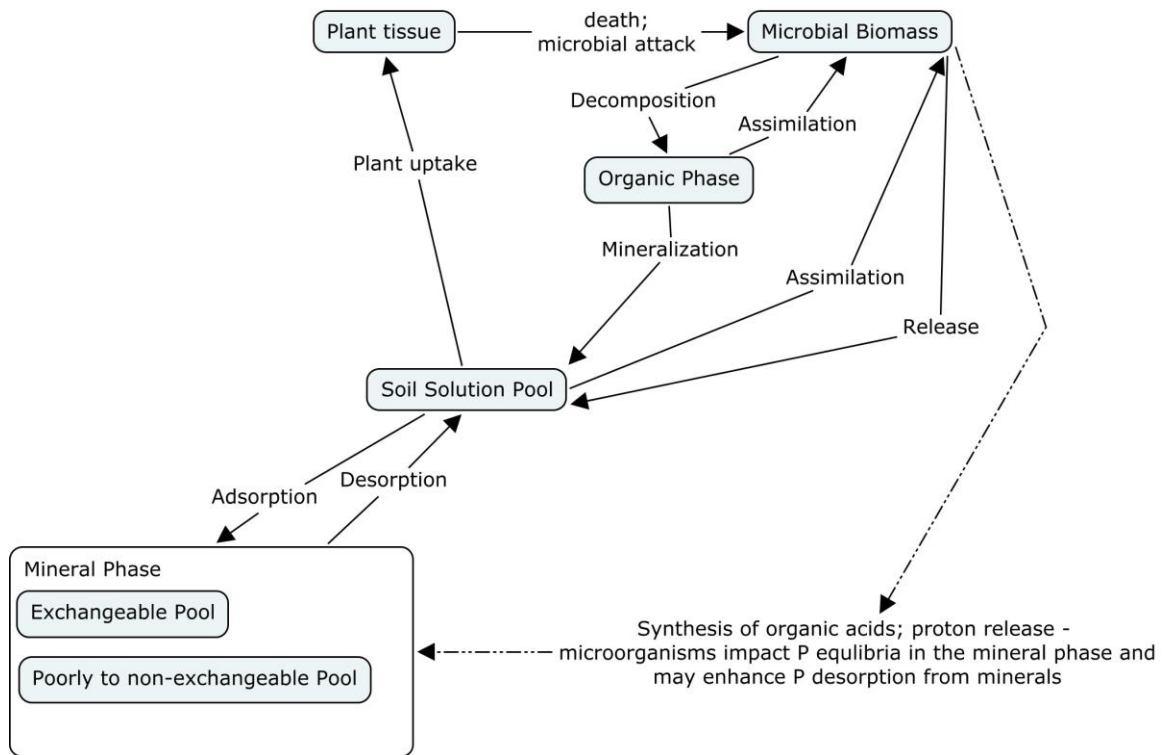 Plant tissue
death;
microbial attack
Microbial Biomass
Decomposition
Assimilation
Plant uptake
Organic Phase
Mineralization
Assimilation
Release
Soil Solution Pool
Desorption
Adsorption
Mineral Phase
Exchangeable Pool
Poorly to non-exchangeable Pool
Synthesis of organic acids; proton release -
microorganisms impact P equlibria in the mineral phase and
may enhance P desorption from minerals